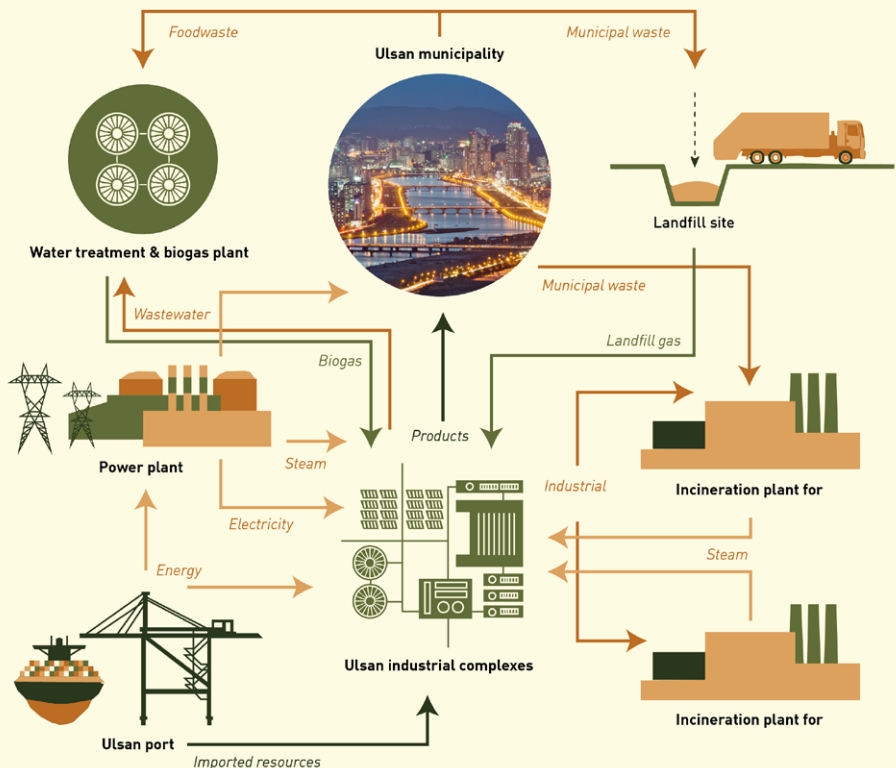 Foodwaste
Ulsan municipality
Municipal waste
Water treatment & biogas plant
Landfill site
Municipal waste
Wastewater
Biogas
Landfill gas
Power plant
Steam
Products
Electricity
Industrial
Incineration plant for
Energy
Steam
Ulsan industrial complexes
Incineration plant for
Ulsan port
Imported resources